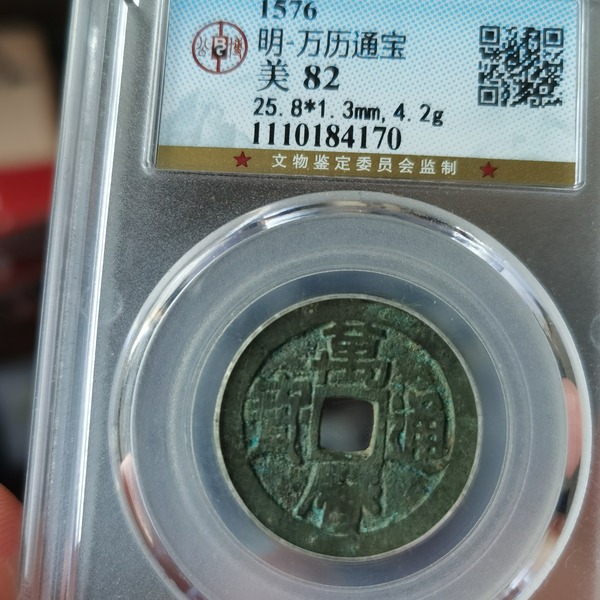 1576
明-万历通宝
美 82
25.8*1.3mm, 4.2g
1110184170
文物鉴定委员会监制
萬曆通寶